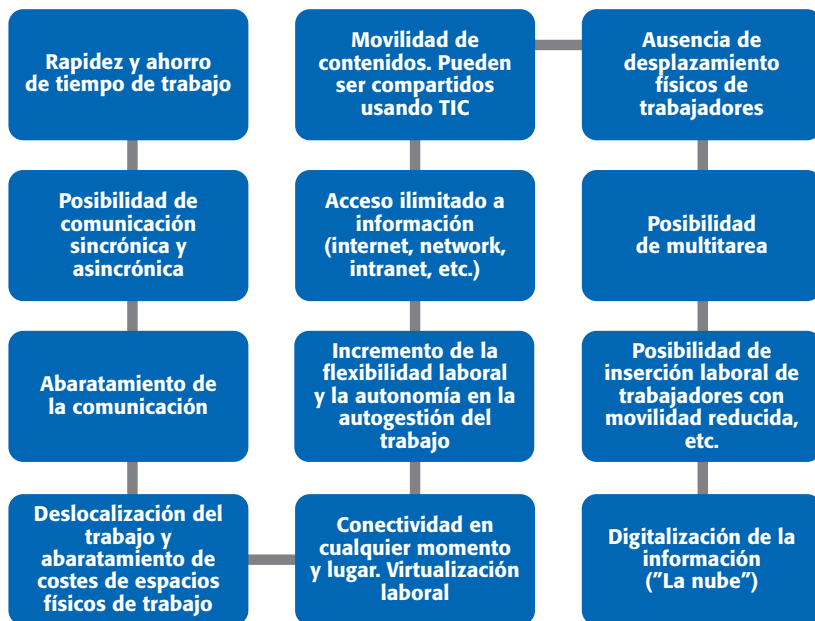 Rapidez y ahorro
de tiempo de trabajo
Posibilidad de
comunicación
sincrónica y
asincrónica
Abaratamiento de
la comunicación
Deslocalización del
trabajo y
abaratamiento de
costes de espacios
físicos de trabajo
Conectividad en
cualquier momento
y lugar. Virtualización
laboral
Incremento de la
flexibilidad laboral
y la autonomía en la
autogestión del
trabajo
Acceso ilimitado a
información
(internet, network,
intranet, etc.)
Movilidad de
contenidos. Pueden
ser compartidos
usando TIC
Ausencia de
desplazamiento
físicos de
trabajadores
Posibilidad
de multitarea
Posibilidad de
inserción laboral de
trabajadores con
movilidad reducida,
etc.
Digitalización de la
información
(”La nube”)